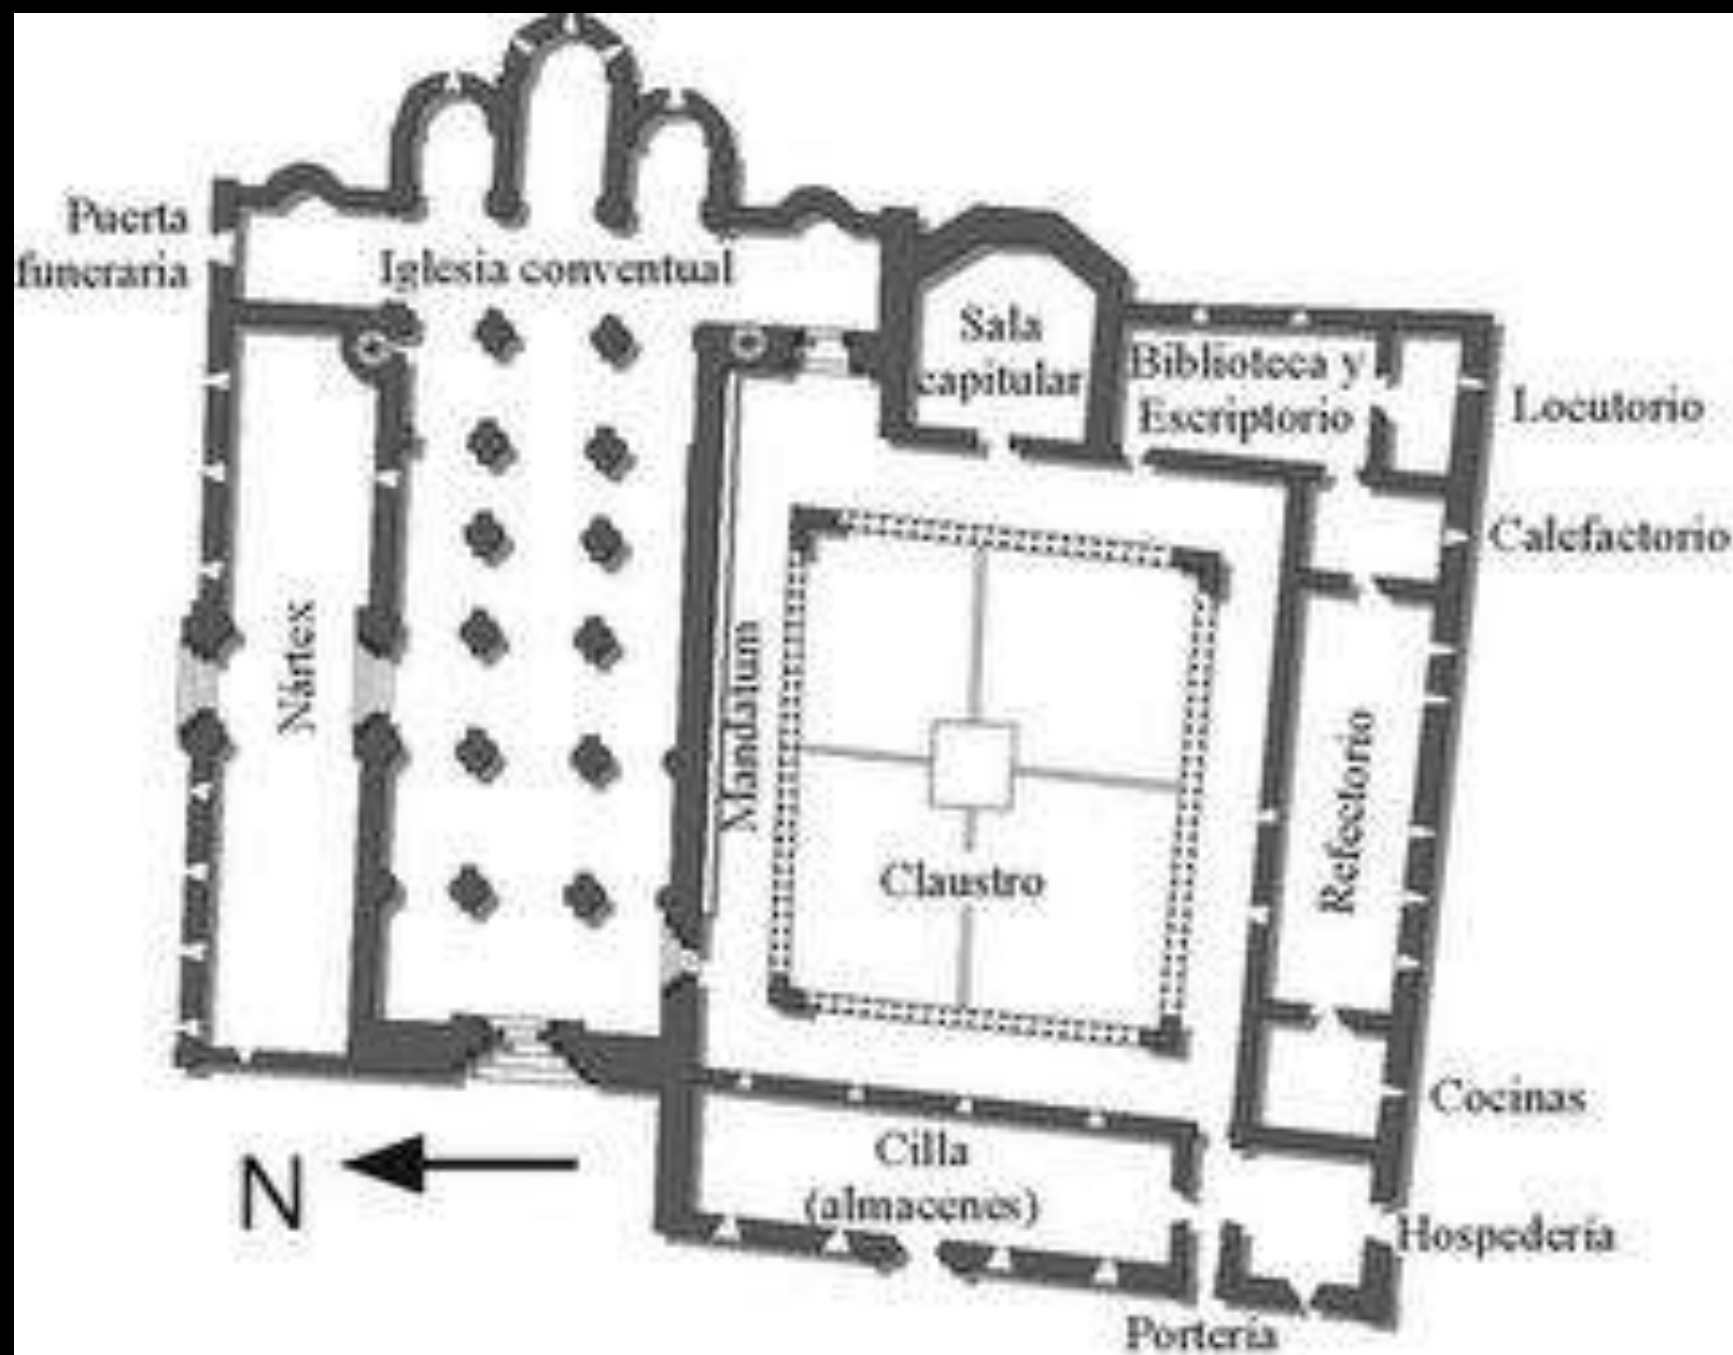 Puerta
funeraria
Iglesia conventual
Sala
capitular
Biblioteca y
Escriptorio
Locutorio
Calefactorio
Nártex
Mandatum
Claustro
Refectorio
Cocinas
N
Cilla
(almacenes)
Hospedería
Portería